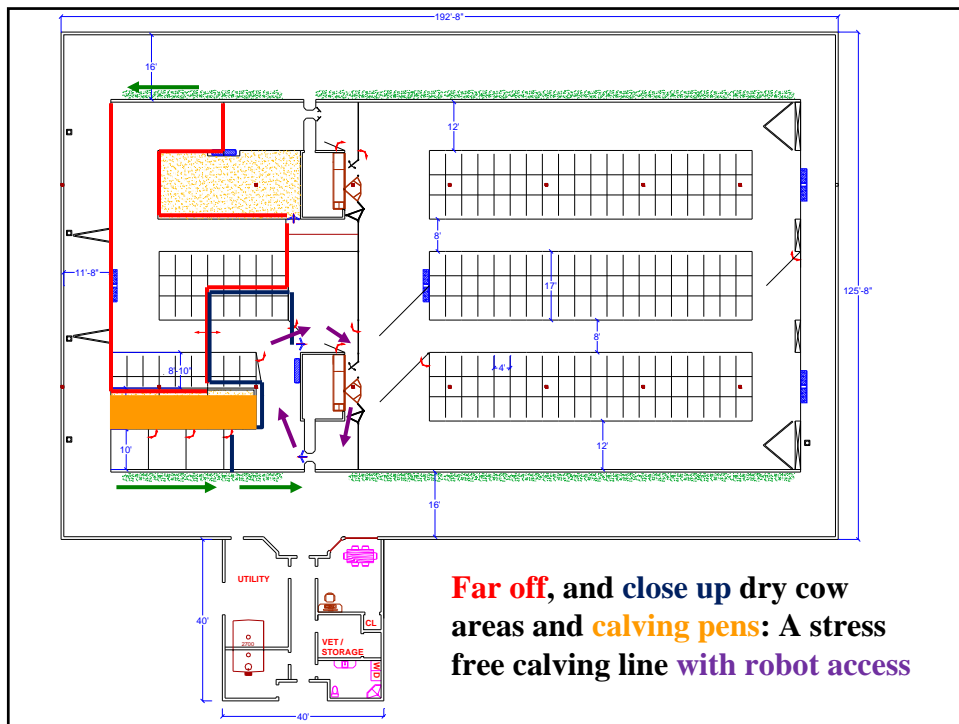 192'-8"
16'
12'
8'
11'-8"
17'
125'-8"
8'
8'-10"
4'
10'
12'
16'
UTILITY
CL
40'
2700
VET /
STORAGE
W/D
40'
Far off, and close up dry cow
areas and calving pens: A stress
free calving line with robot access